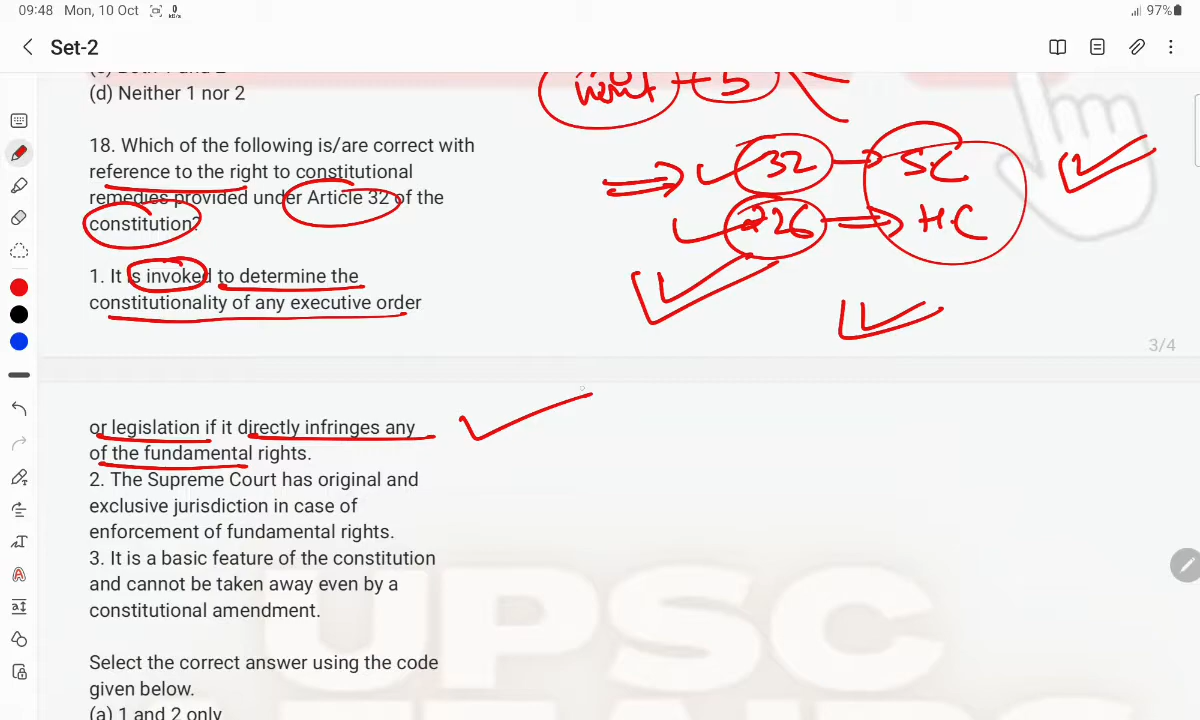 09:48 Mon, 10 Oct
97%
Set-2
(d) Neither 1 nor 2
18. Which of the following is/are correct with
reference to the right to constitutional
remedies provided under Article 32 of the
constitution?
32 SC
226 HC
1. It is invoked to determine the
constitutionality of any executive order
3/4
or legislation if it directly infringes any
of the fundamental rights.
2. The Supreme Court has original and
exclusive jurisdiction in case of
enforcement of fundamental rights.
3. It is a basic feature of the constitution
and cannot be taken away even by a
constitutional amendment.
UPSC
Select the correct answer using the code
given below.
(a) 1 and 2 only